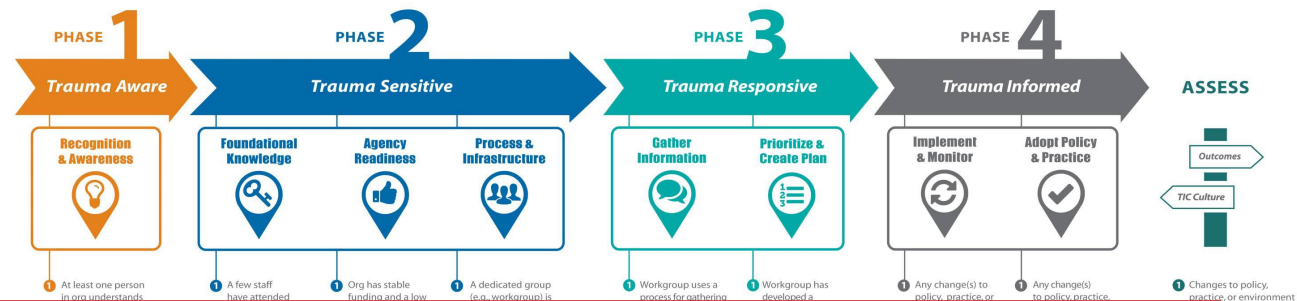 PHASE 1
Trauma Aware
Recognition
& Awareness
1 At least one person
in org understands
PHASE 2
Trauma Sensitive
Foundational
Knowledge
1 A few staff
have attended
Agency
Readiness
1 Org has stable
funding and a low
Process &
Infrastructure
1 A dedicated group
(e.g., workgroup) is
PHASE 3
Trauma Responsive
Gather
Information
1 Workgroup uses a
process for gathering
Prioritize &
Create Plan
1
2
3
1 Workgroup has
developed a
PHASE 4
Trauma Informed
Implement
& Monitor
1 Any change(s) to
policy, practice, or
Adopt Policy
& Practice
1 Any change(s)
to policy, practice,
ASSESS
Outcomes
TIC Culture
1 Changes to policy,
practice, or environment